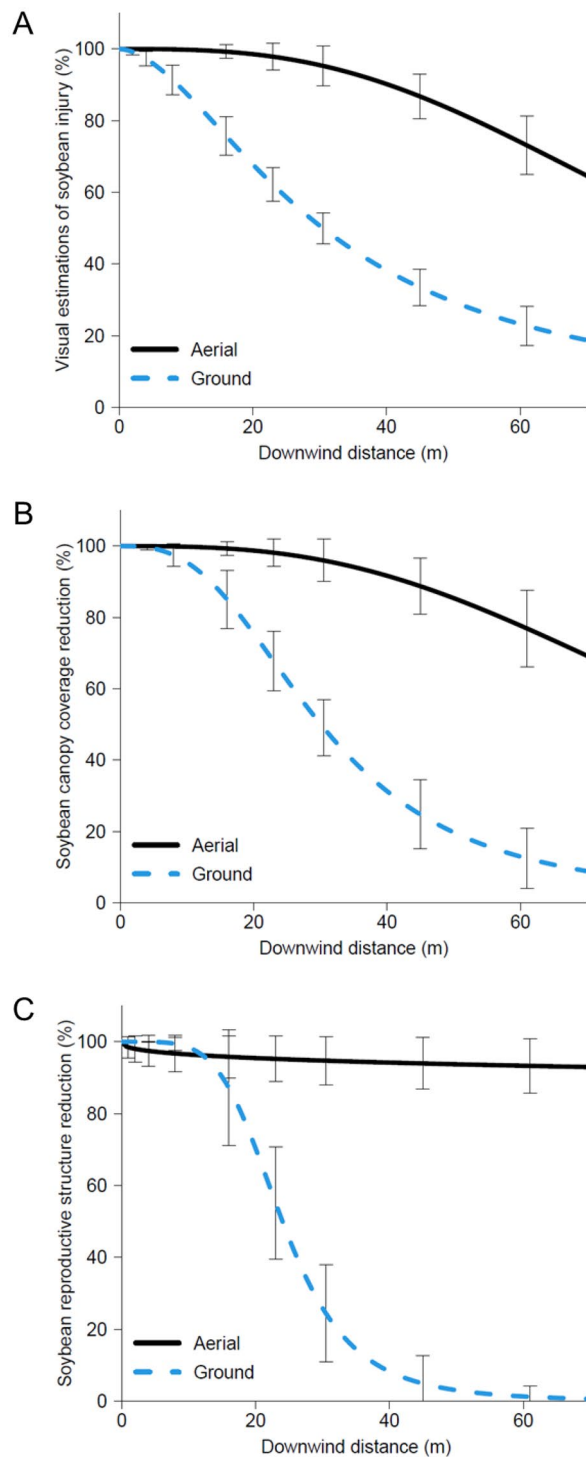 A
Visual estimations of soybean injury (%)
100
80
60
40
20
0
Aerial
Ground
0 20 40 60
Downwind distance (m)
B
Soybean canopy coverage reduction (%)
100
80
60
40
20
0
Aerial
Ground
0 20 40 60
Downwind distance (m)
C
Soybean reproductive structure reduction (%)
100
80
60
40
20
0
Aerial
Ground
0 20 40 60
Downwind distance (m)